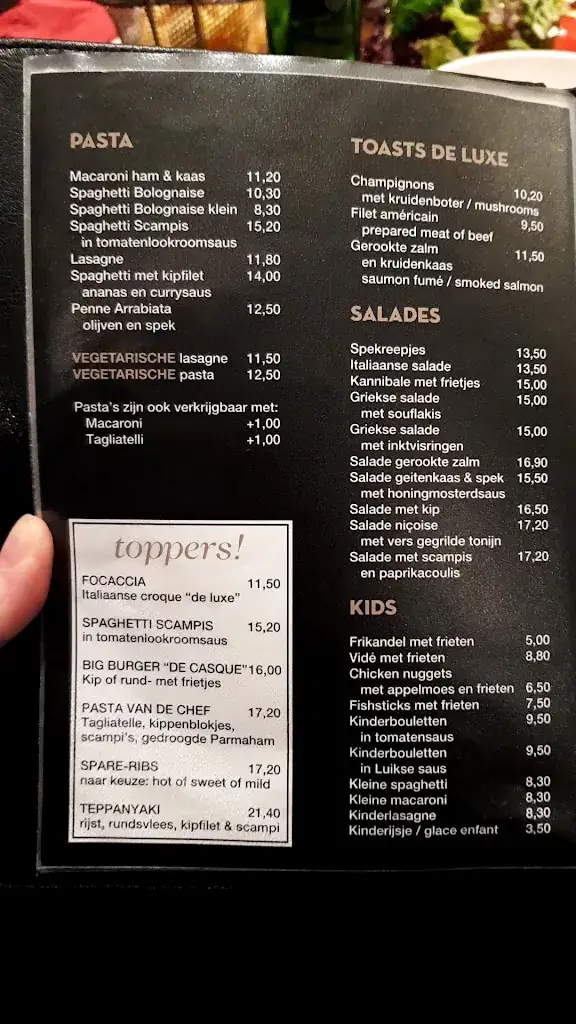 PASTA
Macaroni ham & kaas 11,20
Spaghetti Bolognaise 10,30
Spaghetti Bolognaise klein 8,30
Spaghetti Scampis 15,20
in tomatenlookroomsaus
Lasagne 11,80
Spaghetti met kipfilet 14,00
ananas en currysaus
Penne Arrabiata 12,50
olijven en spek
VEGETARISCHE lasagne 11,50
VEGETARISCHE pasta 12,50
Pasta's zijn ook verkrijgbaar met:
Macaroni +1,00
Tagliatelli +1,00
toppers!
FOCACCIA 11,50
Italiaanse croque “de luxe”
SPAGHETTI SCAMPIS 15,20
in tomatenlookroomsaus
BIG BURGER “DE CASQUE” 16,00
Kip of rund- met frietjes
PASTA VAN DE CHEF 17,20
Tagliatelle, kippenblokjes,
scampi's, gedroogde Parmaham
SPARE-RIBS 17,20
naar keuze: hot of sweet of mild
TEPPANYAKI 21,40
rijst, rundsvlees, kipfilet & scampi
TOASTS DE LUXE
Champignons 10,20
met kruidenboter / mushrooms
Filet américain 9,50
prepared meat of beef
Gerookte zalm 11,50
en kruidenkaas
saumon fumé / smoked salmon
SALADES
Spekreepjes 13,50
Italiaanse salade 13,50
Kannibale met frietjes 15,00
Griekse salade 15,00
met souflakis
Griekse salade 15,00
met inktvisringen
Salade gerookte zalm 16,90
Salade geitenkaas & spek 15,50
met honingmosterdsaus
Salade met kip 16,50
Salade niçoise 17,20
met vers gegrilde tonijn
Salade met scampis 17,20
en paprikacoulis
KIDS
Frikandel met frieten 5,00
Vidé met frieten 8,80
Chicken nuggets
met appelmoes en frieten 6,50
Fishsticks met frieten 7,50
Kinderbouletten 9,50
in tomatensaus
Kinderbouletten 9,50
in Luikse saus
Kleine spaghetti 8,30
Kleine macaroni 8,30
Kinderlasagne 8,30
Kinderijsje / glace enfant 3,50